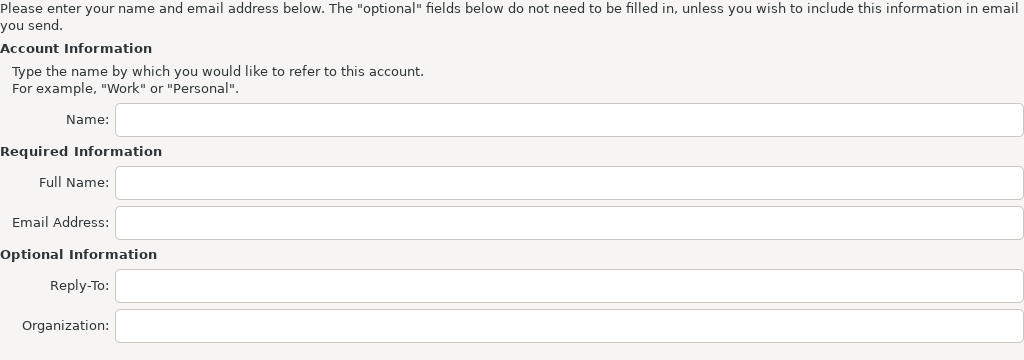 Please enter your name and email address below. The "optional" fields below do not need to be filled in, unless you wish to include this information in email
you send.
Account Information
Type the name by which you would like to refer to this account.
For example, "Work" or "Personal".
Name:
Required Information
Full Name:
Email Address:
Optional Information
Reply-To:
Organization: